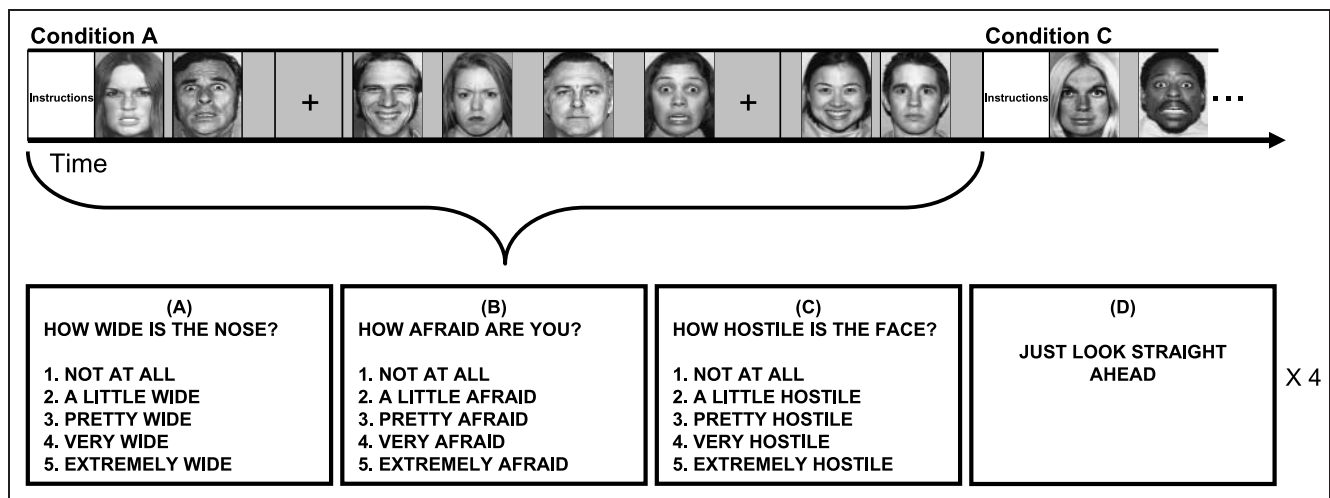 Condition A
Condition C
Instructions
+
+
Instructions
...
Time
(A)
HOW WIDE IS THE NOSE?
1. NOT AT ALL
2. A LITTLE WIDE
3. PRETTY WIDE
4. VERY WIDE
5. EXTREMELY WIDE
(B)
HOW AFRAID ARE YOU?
1. NOT AT ALL
2. A LITTLE AFRAID
3. PRETTY AFRAID
4. VERY AFRAID
5. EXTREMELY AFRAID
(C)
HOW HOSTILE IS THE FACE?
1. NOT AT ALL
2. A LITTLE HOSTILE
3. PRETTY HOSTILE
4. VERY HOSTILE
5. EXTREMELY HOSTILE
(D)
JUST LOOK STRAIGHT
AHEAD
X 4